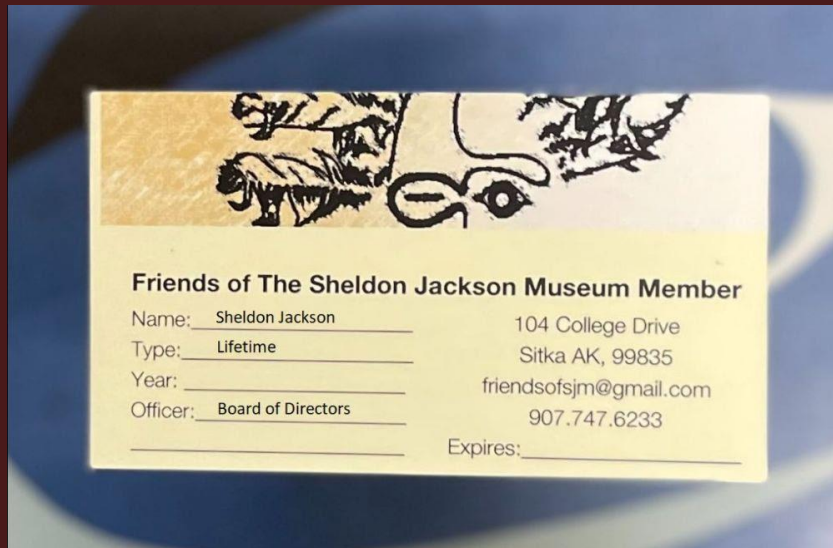 Friends of The Sheldon Jackson Museum Member
Name: Sheldon Jackson
Type: Lifetime
Year:
Officer: Board of Directors
104 College Drive
Sitka AK, 99835
friendsofsjm@gmail.com
907.747.6233
Expires: